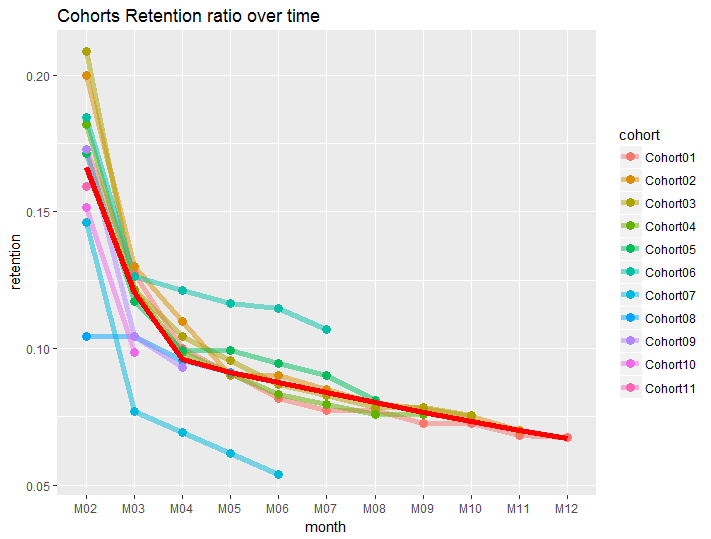 Cohorts Retention ratio over time
0.20
0.15
0.10
0.05
retention
M02 M03 M04 M05 M06 M07 M08 M09 M10 M11 M12
month
cohort
Cohort01
Cohort02
Cohort03
Cohort04
Cohort05
Cohort06
Cohort07
Cohort08
Cohort09
Cohort10
Cohort11